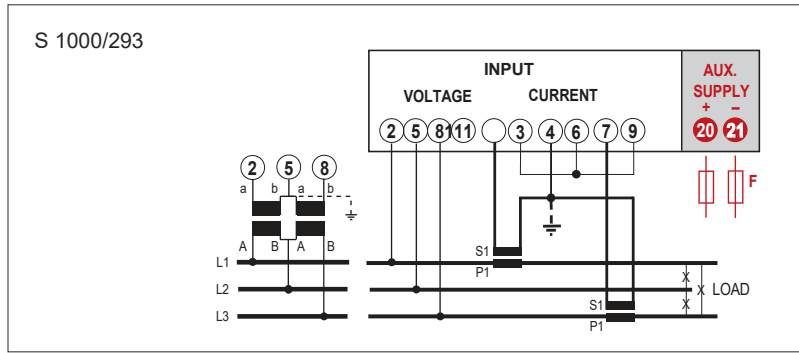 S 1000/293
INPUT
AUX.
SUPPLY
VOLTAGE CURRENT
+ –
2 5 8 11 3 4 6 7 9 20 21
2 5 8
a b a b
F
A B A B
S1
L1
P1
L2
X X X LOAD
S1
L3
P1